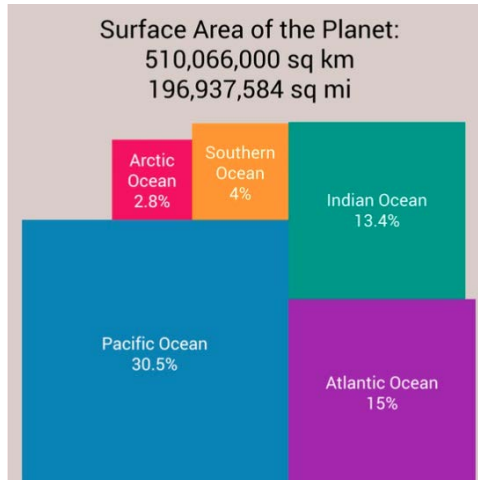 Surface Area of the Planet:
510,066,000 sq km
196,937,584 sq mi
Arctic
Ocean
2.8%
Southern
Ocean
4%
Indian Ocean
13.4%
Pacific Ocean
30.5%
Atlantic Ocean
15%